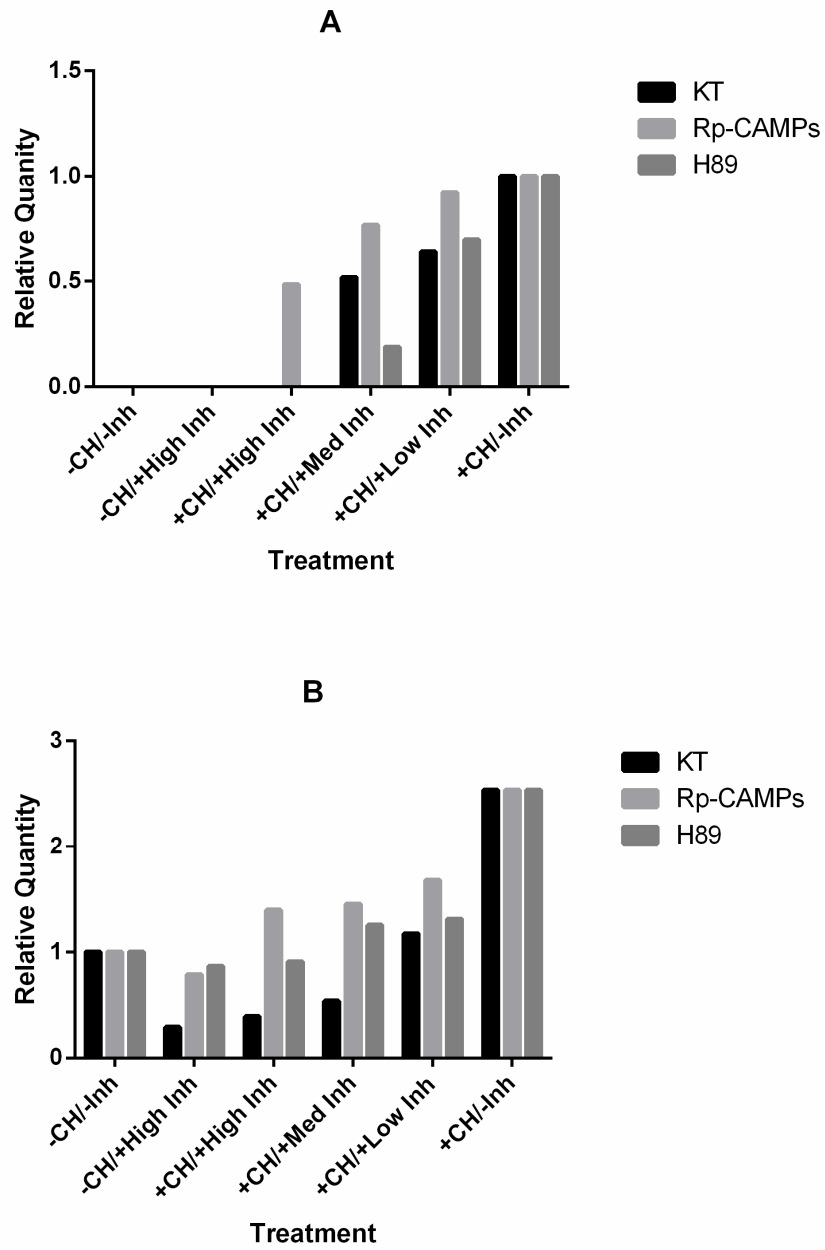 A
1.5
1.0
0.5
0.0
Relative Quanity
-CH/-Inh
-CH/+High Inh
+CH/+High Inh
+CH/+Med Inh
+CH/+Low Inh
+CH/-Inh
Treatment
KT
Rp-CAMPs
H89
B
3
2
1
0
Relative Quantity
-CH/-Inh
-CH/+High Inh
+CH/+High Inh
+CH/+Med Inh
+CH/+Low Inh
+CH/-Inh
Treatment
KT
Rp-CAMPs
H89